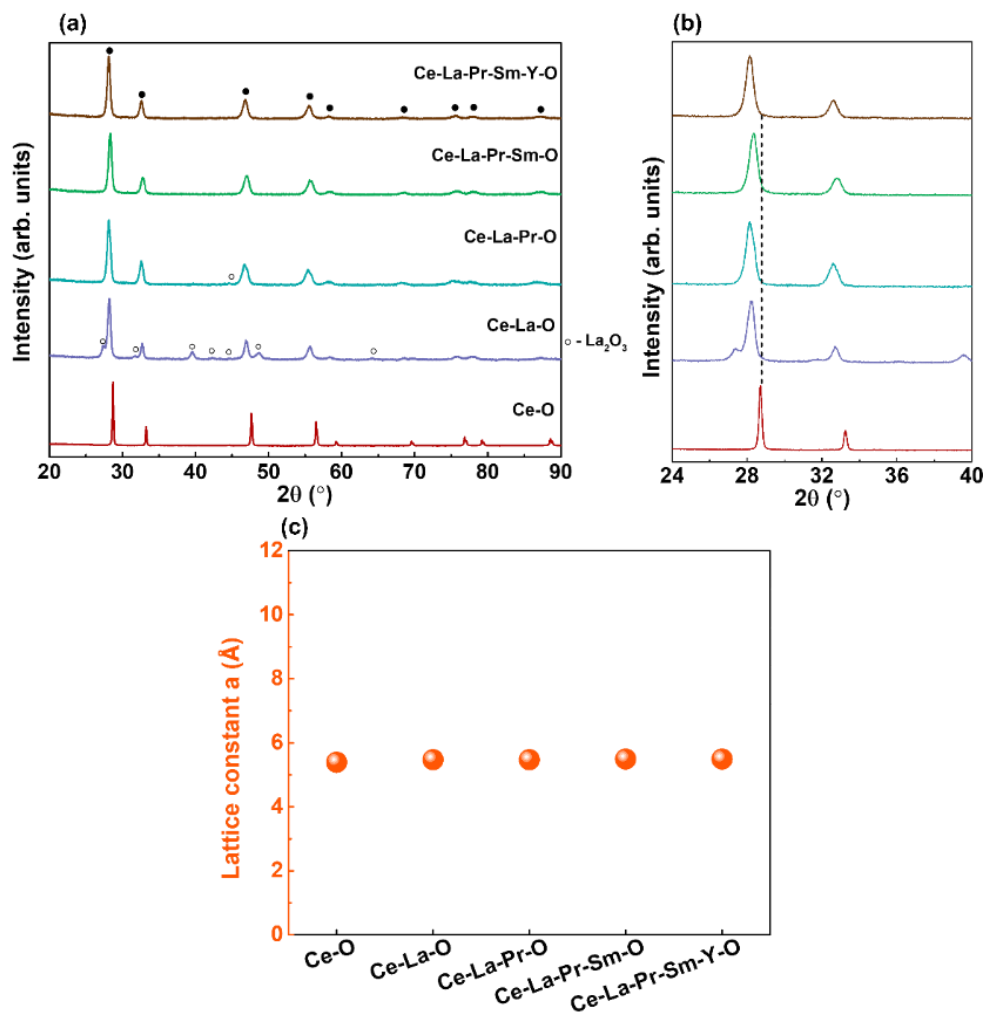 (a)
Intensity (arb. units)
Ce-La-Pr-Sm-Y-O
Ce-La-Pr-Sm-O
Ce-La-Pr-O
Ce-La-O
Ce-O
○ - La₂O₃
20 30 40 50 60 70 80 90
2θ (°)
(b)
Intensity (arb. units)
24 28 32 36 40
2θ (°)
(c)
Lattice constant a (Å)
12
10
8
6
4
2
0
Ce-O
Ce-La-O
Ce-La-Pr-O
Ce-La-Pr-Sm-O
Ce-La-Pr-Sm-Y-O